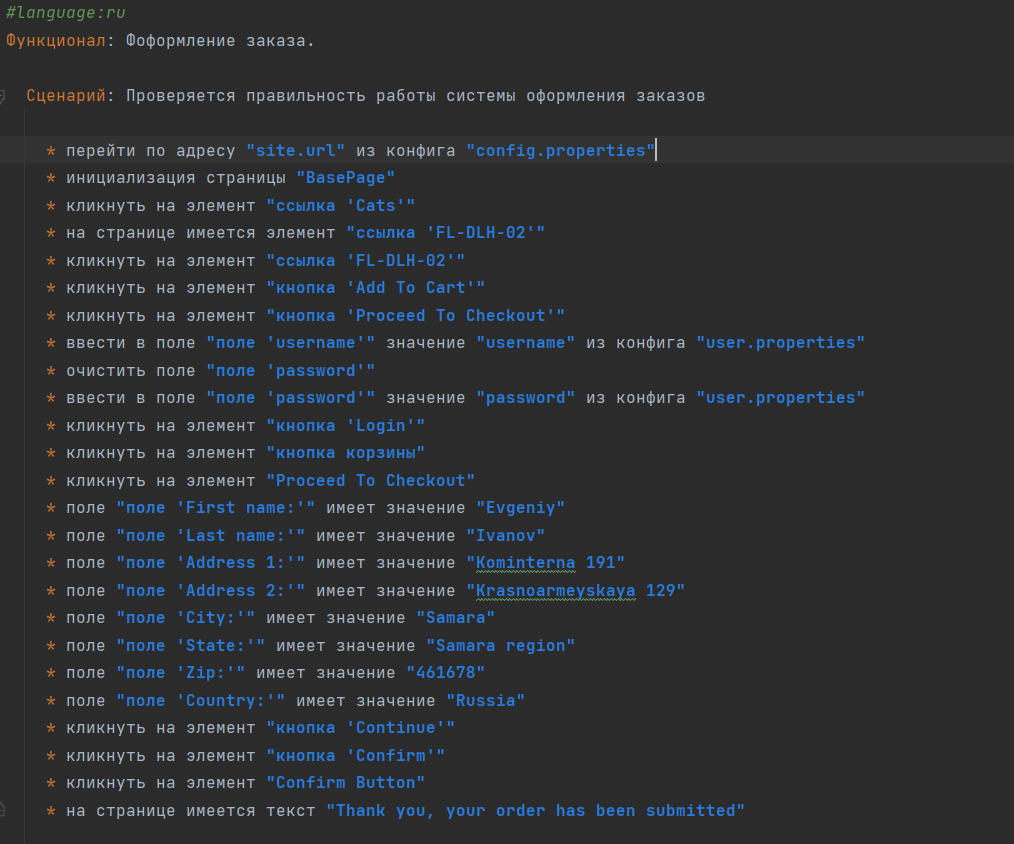 #language:ru
Функционал: Фоформление заказа.
Сценарий: Проверяется правильность работы системы оформления заказов
* перейти по адресу "site.url" из конфига "config.properties"
* инициализация страницы "BasePage"
* кликнуть на элемент "ссылка 'Cats'"
* на странице имеется элемент "ссылка 'FL-DLH-02'"
* кликнуть на элемент "ссылка 'FL-DLH-02'"
* кликнуть на элемент "кнопка 'Add To Cart'"
* кликнуть на элемент "кнопка 'Proceed To Checkout'"
* ввести в поле "поле 'username'" значение "username" из конфига "user.properties"
* очистить поле "поле 'password'"
* ввести в поле "поле 'password'" значение "password" из конфига "user.properties"
* кликнуть на элемент "кнопка 'Login'"
* кликнуть на элемент "кнопка корзины"
* кликнуть на элемент "Proceed To Checkout"
* поле "поле 'First name:'" имеет значение "Evgeniy"
* поле "поле 'Last name:'" имеет значение "Ivanov"
* поле "поле 'Address 1:'" имеет значение "Kominterna 191"
* поле "поле 'Address 2:'" имеет значение "Krasnoarmeyskaya 129"
* поле "поле 'City:'" имеет значение "Samara"
* поле "поле 'State:'" имеет значение "Samara region"
* поле "поле 'Zip:'" имеет значение "461678"
* поле "поле 'Country:'" имеет значение "Russia"
* кликнуть на элемент "кнопка 'Continue'"
* кликнуть на элемент "кнопка 'Confirm'"
* кликнуть на элемент "Confirm Button"
* на странице имеется текст "Thank you, your order has been submitted"